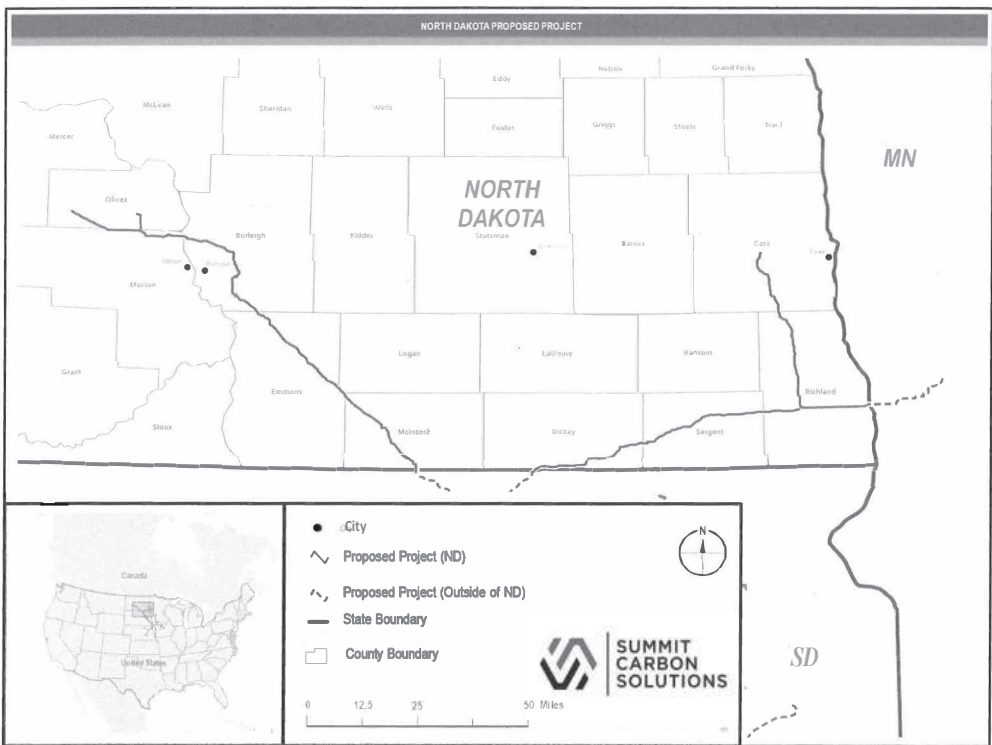 NORTH DAKOTA PROPOSED PROJECT
Eddy
Nelson
Grand Forks
McLean
Sheridan
Wells
Foster
Griggs
Steele
Mercer
MN
NORTH
DAKOTA
Oliver
Burleigh
Kidder
Stutsman
Barnes
Cass
Morton
Logan
LaMoure
Ransom
Grant
Emmons
Richland
Sioux
McIntosh
Dickey
Sargent
City
Proposed Project (ND)
Proposed Project (Outside of ND)
State Boundary
County Boundary
0 12.5 25 50 Miles
N
SUMMIT
CARBON
SOLUTIONS
Canada
United States
SD